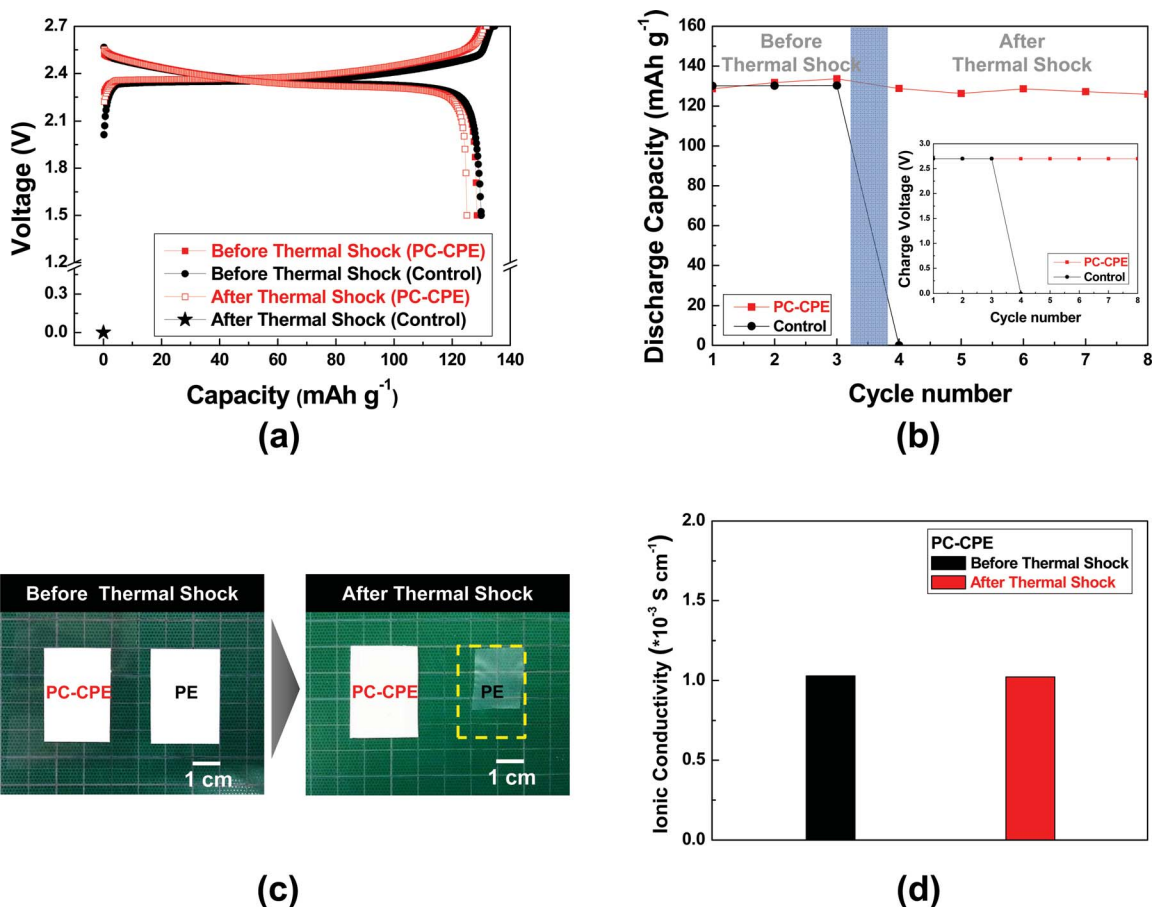 2.7
2.4
2.1
1.8
1.5
1.2
0.3
0.0
Voltage (V)
Before Thermal Shock (PC-CPE)
Before Thermal Shock (Control)
After Thermal Shock (PC-CPE)
After Thermal Shock (Control)
0 20 40 60 80 100 120 140
Capacity (mAh g-1)
(a)
160
140
120
100
80
60
40
20
0
Discharge Capacity (mAh g-1)
Before
Thermal Shock
After
Thermal Shock
3.0
2.5
2.0
1.5
1.0
0.5
0.0
Charge Voltage (V)
PC-CPE
Control
1 2 3 4 5 6 7 8
Cycle number
PC-CPE
Control
1 2 3 4 5 6 7 8
Cycle number
(b)
Before Thermal Shock
PC-CPE
PE
1 cm
After Thermal Shock
PC-CPE
PE
1 cm
(c)
2.0
1.5
1.0
0.5
0.0
Ionic Conductivity (*10-3 S cm-1)
PC-CPE
Before Thermal Shock
After Thermal Shock
(d)